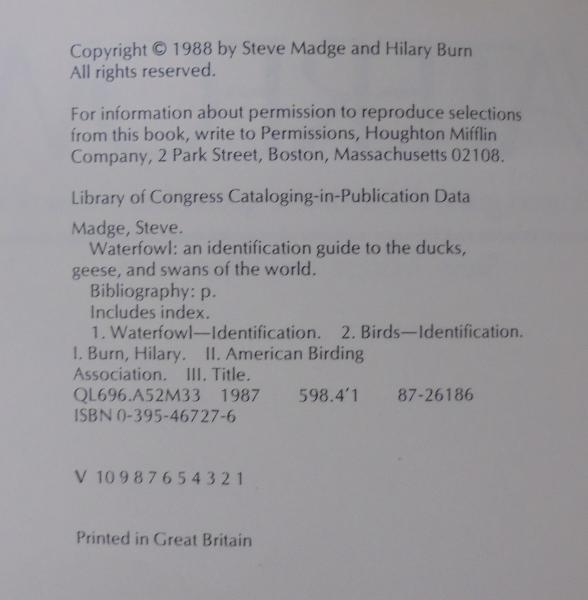 Copyright © 1988 by Steve Madge and Hilary Burn
All rights reserved.
For information about permission to reproduce selections
from this book, write to Permissions, Houghton Mifflin
Company, 2 Park Street, Boston, Massachusetts 02108.
Library of Congress Cataloging-in-Publication Data
Madge, Steve.
Waterfowl: an identification guide to the ducks,
geese, and swans of the world.
Bibliography: p.
Includes index.
1. Waterfowl—Identification. 2. Birds—Identification.
I. Burn, Hilary. II. American Birding
Association. III. Title.
QL696.A52M33 1987 598.4'1 87-26186
ISBN 0-395-46727-6
V 10 9 8 7 6 5 4 3 2 1
Printed in Great Britain